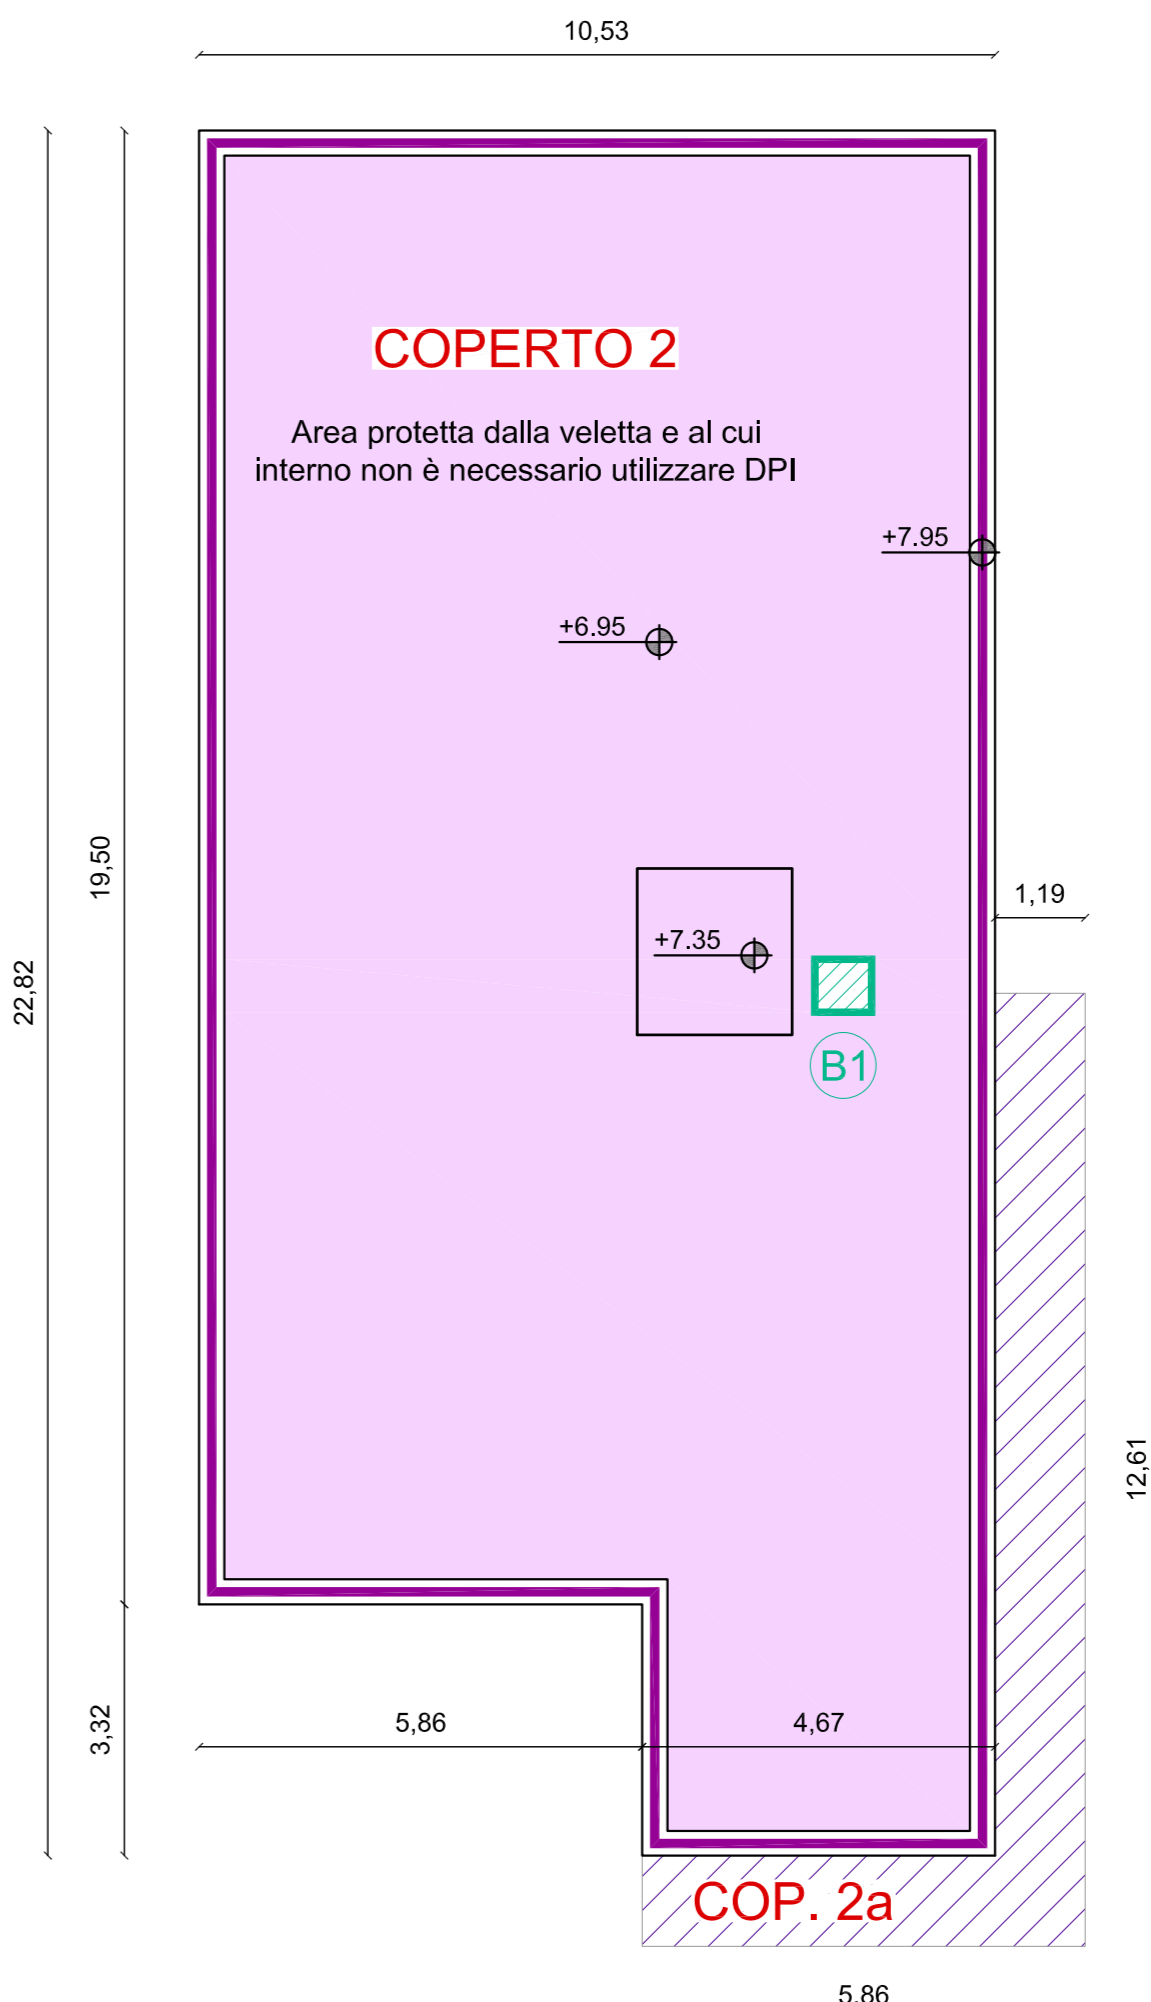 10,53
COPERTO 2
Area protetta dalla veletta e al cui
interno non è necessario utilizzare DPI
+7.95
+6.95
19,50
1,19
+7.35
22,82
B1
12,61
3,32
5,86
4,67
COP. 2a
5,86